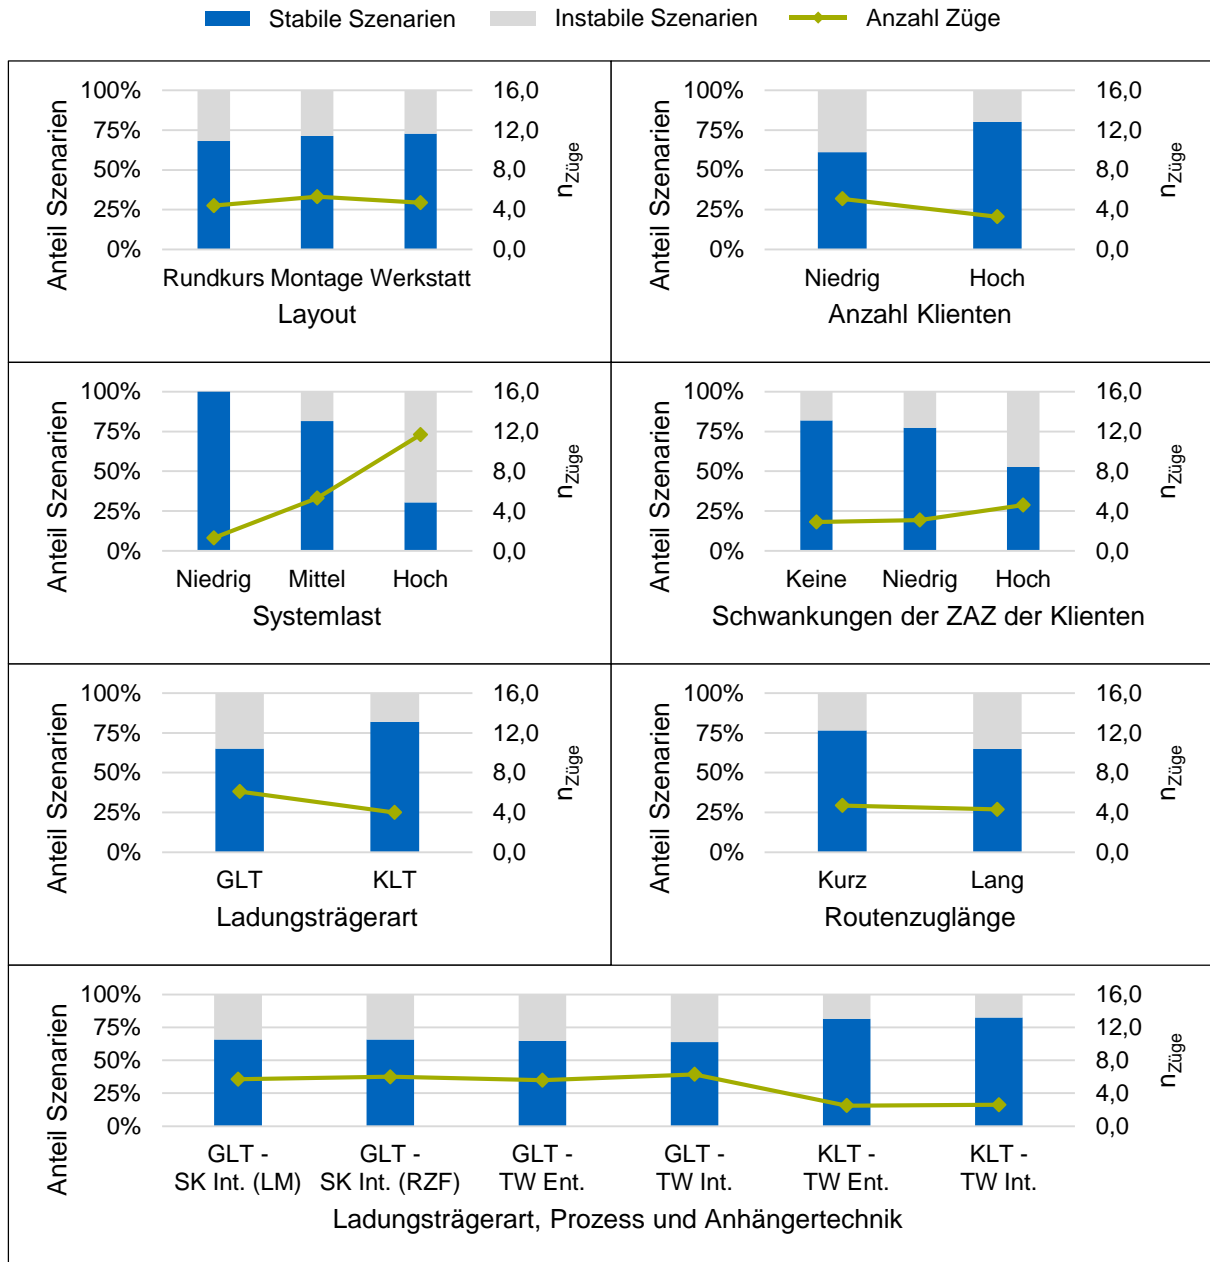 Stabile Szenarien Instabile Szenarien Anzahl Züge
Anteil Szenarien
100%
75%
50%
25%
0%
16,0
12,0
8,0
4,0
0,0
nZüge
Rundkurs Montage Werkstatt
Layout
Anteil Szenarien
100%
75%
50%
25%
0%
16,0
12,0
8,0
4,0
0,0
nZüge
Niedrig Hoch
Anzahl Klienten
Anteil Szenarien
100%
75%
50%
25%
0%
16,0
12,0
8,0
4,0
0,0
nZüge
Niedrig Mittel Hoch
Systemlast
Anteil Szenarien
100%
75%
50%
25%
0%
16,0
12,0
8,0
4,0
0,0
nZüge
Keine Niedrig Hoch
Schwankungen der ZAZ der Klienten
Anteil Szenarien
100%
75%
50%
25%
0%
16,0
12,0
8,0
4,0
0,0
nZüge
GLT KLT
Ladungsträgerart
Anteil Szenarien
100%
75%
50%
25%
0%
16,0
12,0
8,0
4,0
0,0
nZüge
Kurz Lang
Routenzuglänge
Anteil Szenarien
100%
75%
50%
25%
0%
16,0
12,0
8,0
4,0
0,0
nZüge
GLT - GLT - GLT - GLT - KLT - KLT -
SK Int. (LM) SK Int. (RZF) TW Ent. TW Int. TW Ent. TW Int.
Ladungsträgerart, Prozess und Anhängertechnik